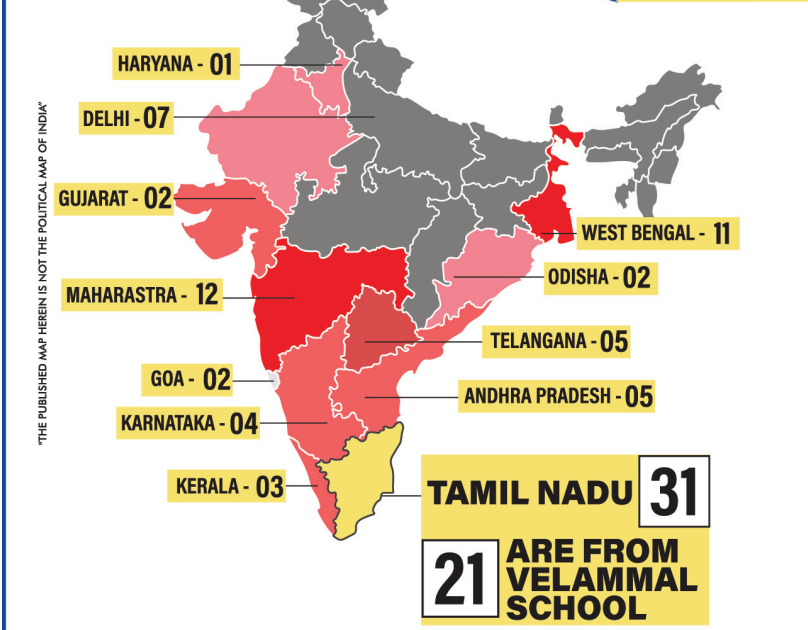 HARYANA - 01
DELHI - 07
GUJARAT - 02
WEST BENGAL - 11
ODISHA - 02
MAHARASTRA - 12
TELANGANA - 05
GOA - 02
ANDHRA PRADESH - 05
KARNATAKA - 04
KERALA - 03
TAMIL NADU 31
21 ARE FROM
VELAMMAL
SCHOOL
"THE PUBLISHED MAP HEREIN IS NOT THE POLITICAL MAP OF INDIA"